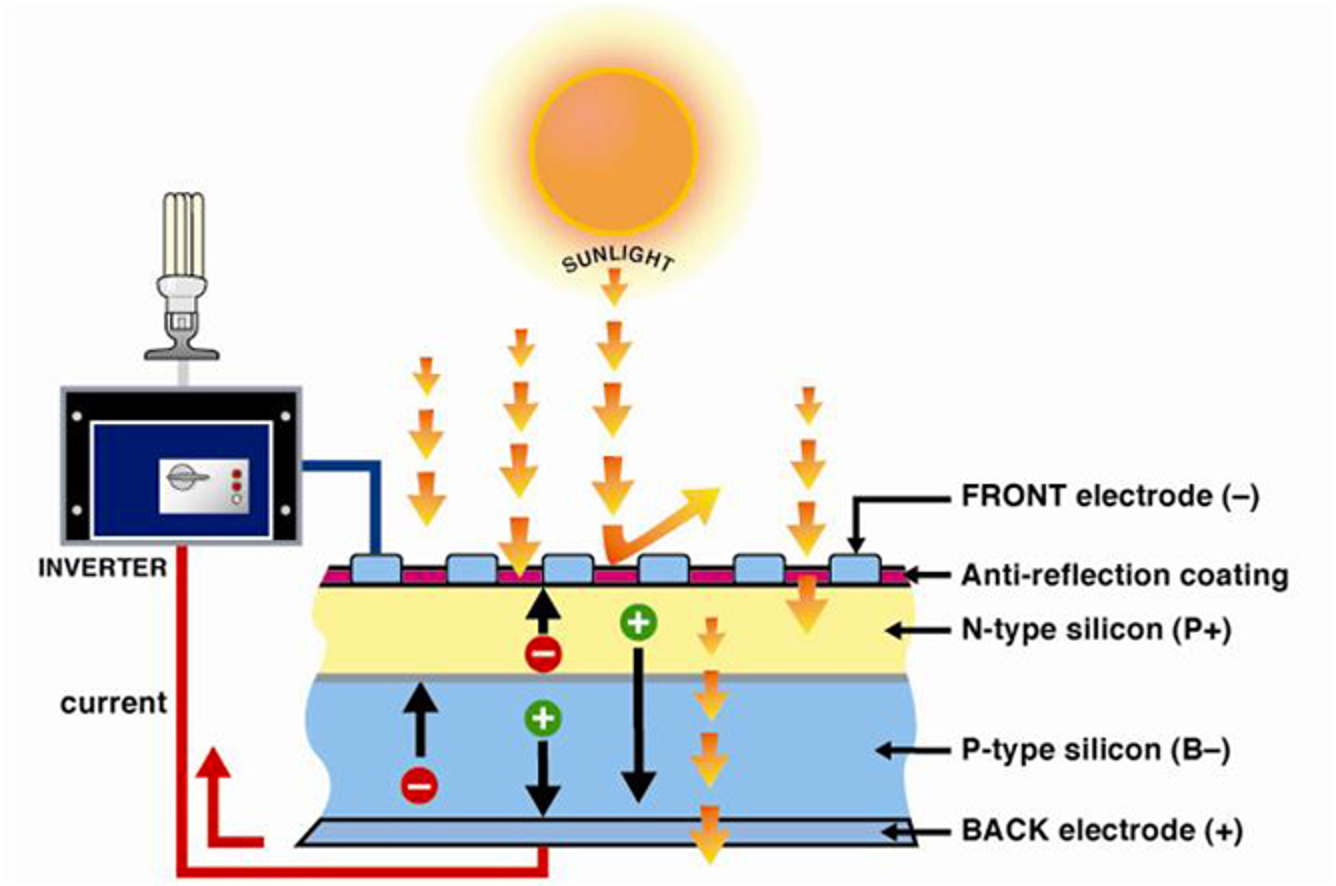 SUNLIGHT
FRONT electrode (–)
INVERTER
Anti-reflection coating
N-type silicon (P+)
current
P-type silicon (B–)
BACK electrode (+)